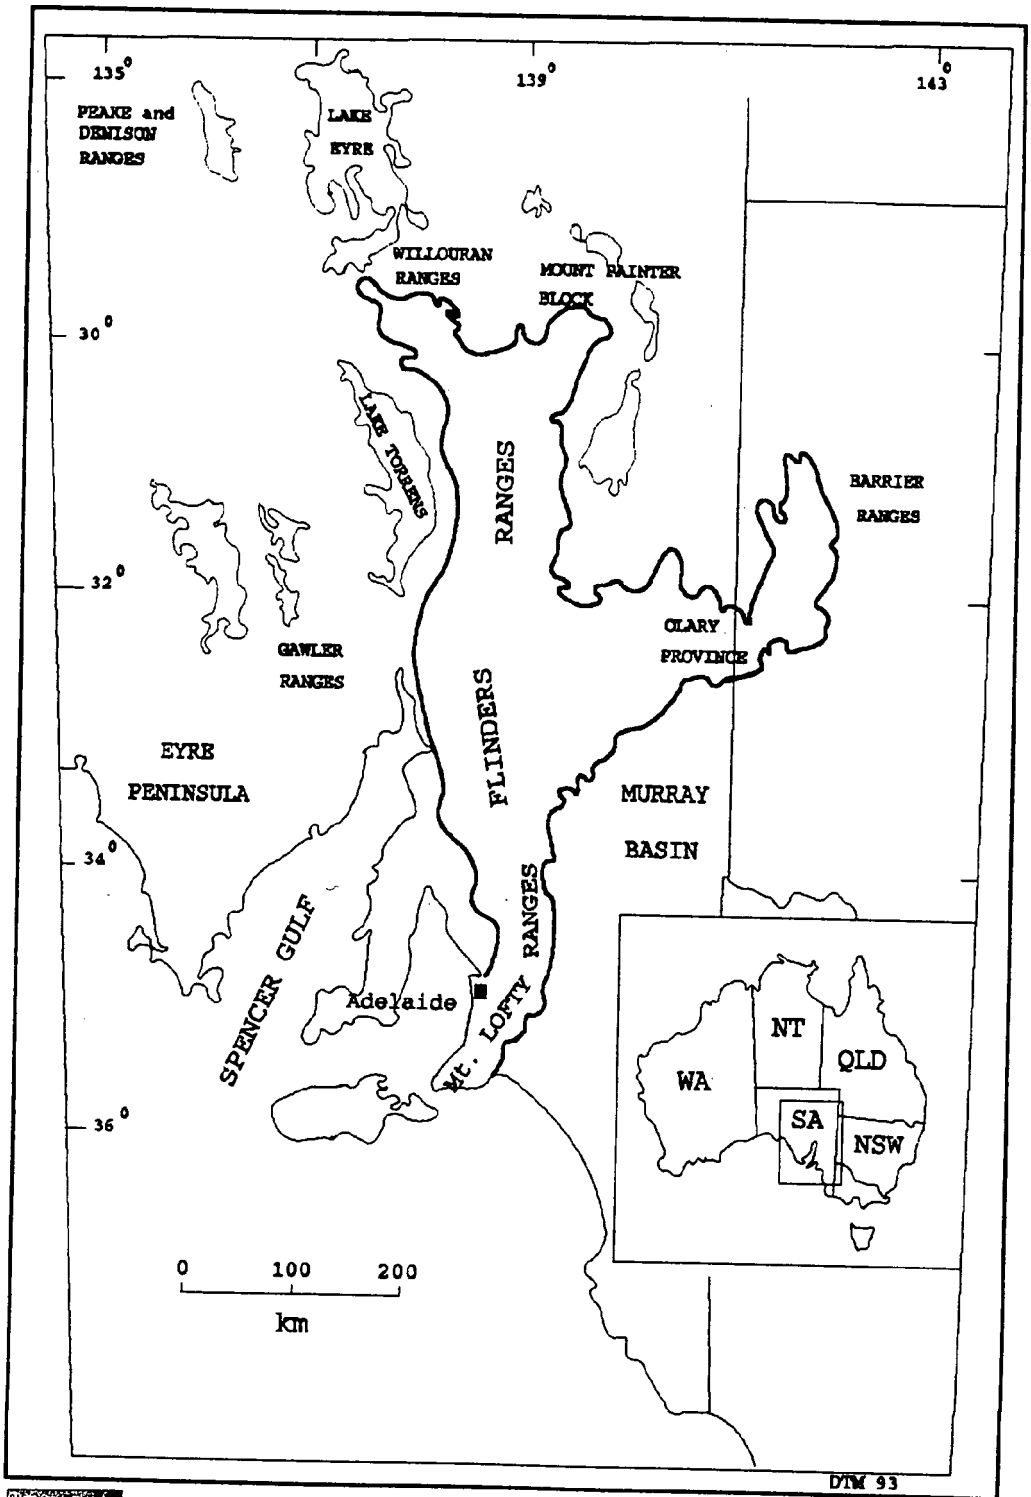 135°
139°
143°
PEAKE and
DENISON
RANGES
LAKE
EYRE
WILLOURAN
RANGES
MOUNT PAINTER
BLOCK
30°
LAKE TORRENS
RANGES
BARRIER
RANGES
32°
GAWLER
RANGES
OLARY
PROVINCE
FLINDERS
EYRE
PENINSULA
MURRAY
BASIN
34°
SPENCER GULF
Adelaide
Mt. LOFTY RANGES
36°
NT
QLD
WA
SA
NSW
0 100 200
km
DTM 93